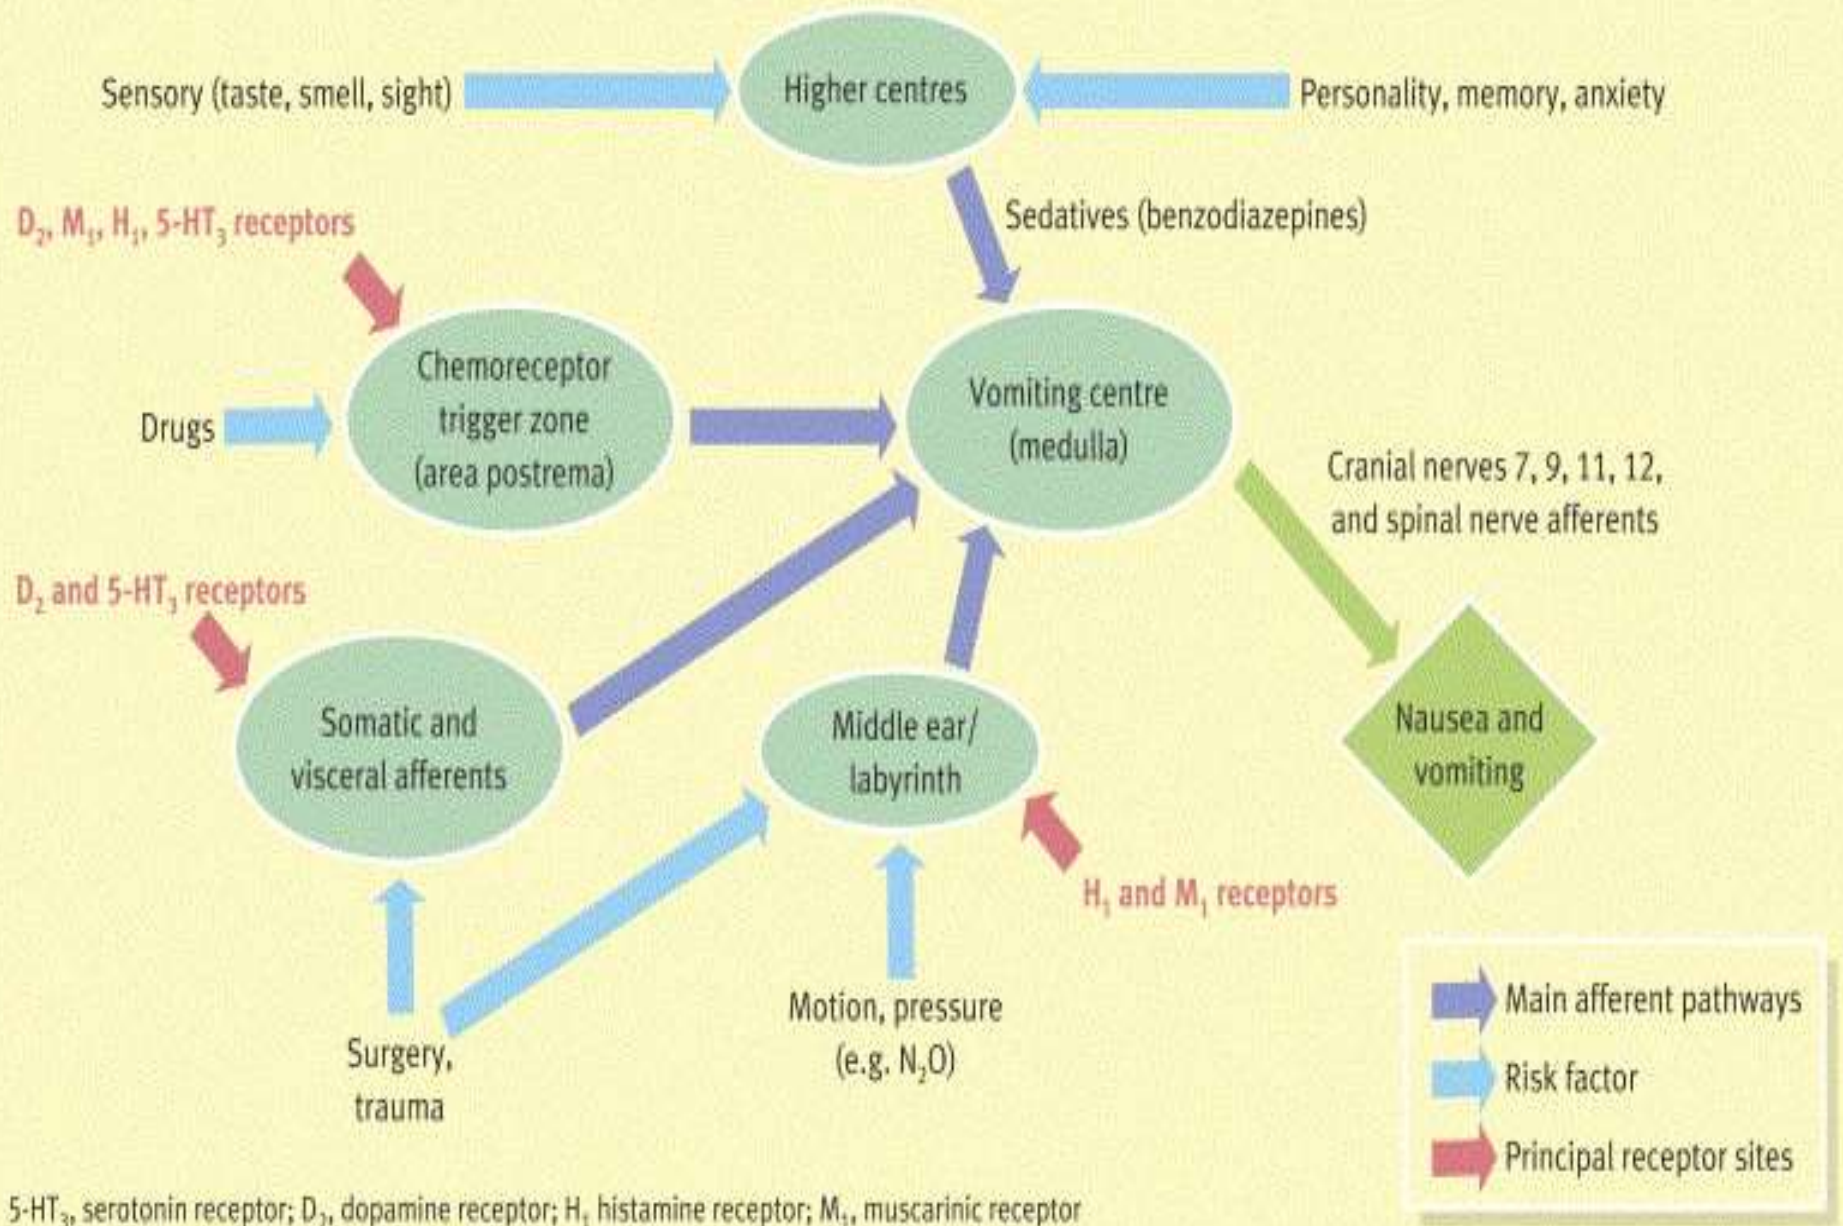 Sensory (taste, smell, sight)
Higher centres
Personality, memory, anxiety
Sedatives (benzodiazepines)
D₂, M₁, H₁, 5-HT₃ receptors
Drugs
Chemoreceptor
trigger zone
(area postrema)
Vomiting centre
(medulla)
Cranial nerves 7, 9, 11, 12,
and spinal nerve afferents
D₂ and 5-HT₃ receptors
Somatic and
visceral afferents
Middle ear/
labyrinth
Nausea and
vomiting
H₁ and M₁ receptors
Surgery,
trauma
Motion, pressure
(e.g. N₂O)
Main afferent pathways
Risk factor
Principal receptor sites
5-HT₃, serotonin receptor; D₂, dopamine receptor; H₁ histamine receptor; M₁, muscarinic receptor